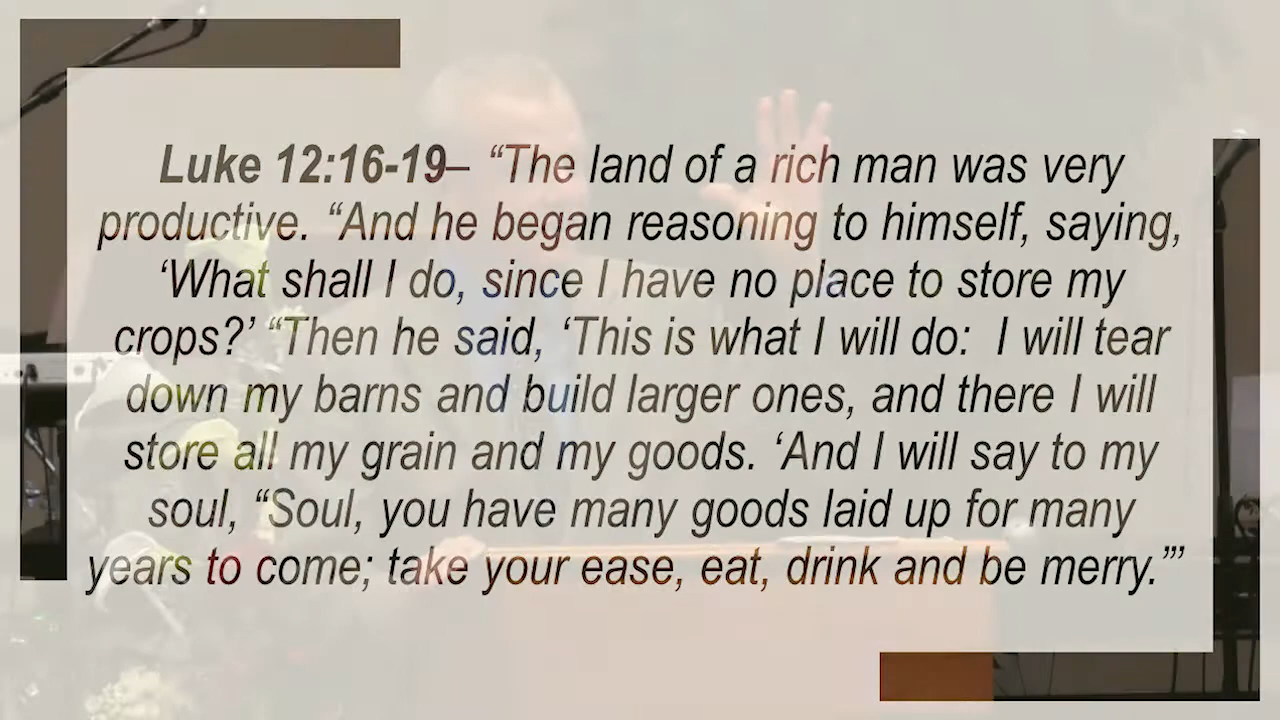 Luke 12:16-19– “The land of a rich man was very
productive. “And he began reasoning to himself, saying,
‘What shall I do, since I have no place to store my
crops?’ “Then he said, ‘This is what I will do:  I will tear
down my barns and build larger ones, and there I will
store all my grain and my goods. ‘And I will say to my
soul, “Soul, you have many goods laid up for many
years to come; take your ease, eat, drink and be merry.”’”